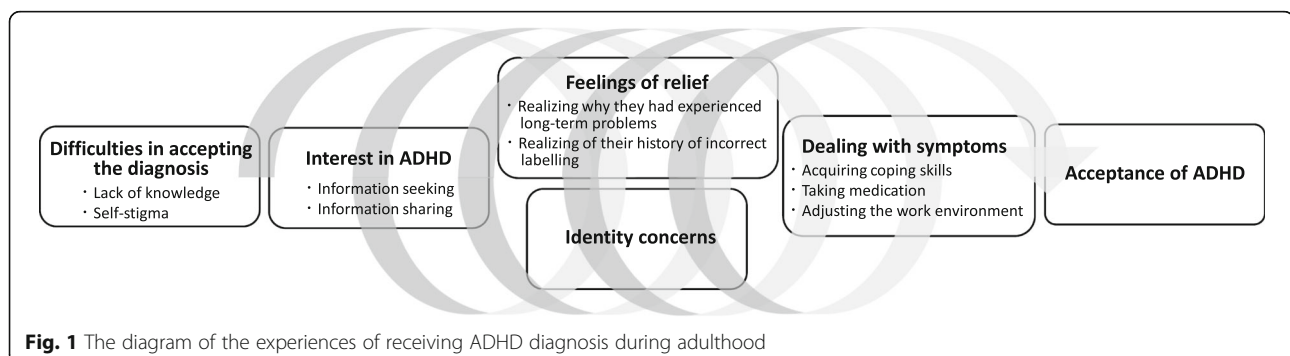 Difficulties in accepting
the diagnosis
· Lack of knowledge
· Self-stigma
Interest in ADHD
· Information seeking
· Information sharing
Feelings of relief
· Realizing why they had experienced
long-term problems
· Realizing of their history of incorrect
labelling
Identity concerns
Dealing with symptoms
· Acquiring coping skills
· Taking medication
· Adjusting the work environment
Acceptance of ADHD
Fig. 1 The diagram of the experiences of receiving ADHD diagnosis during adulthood